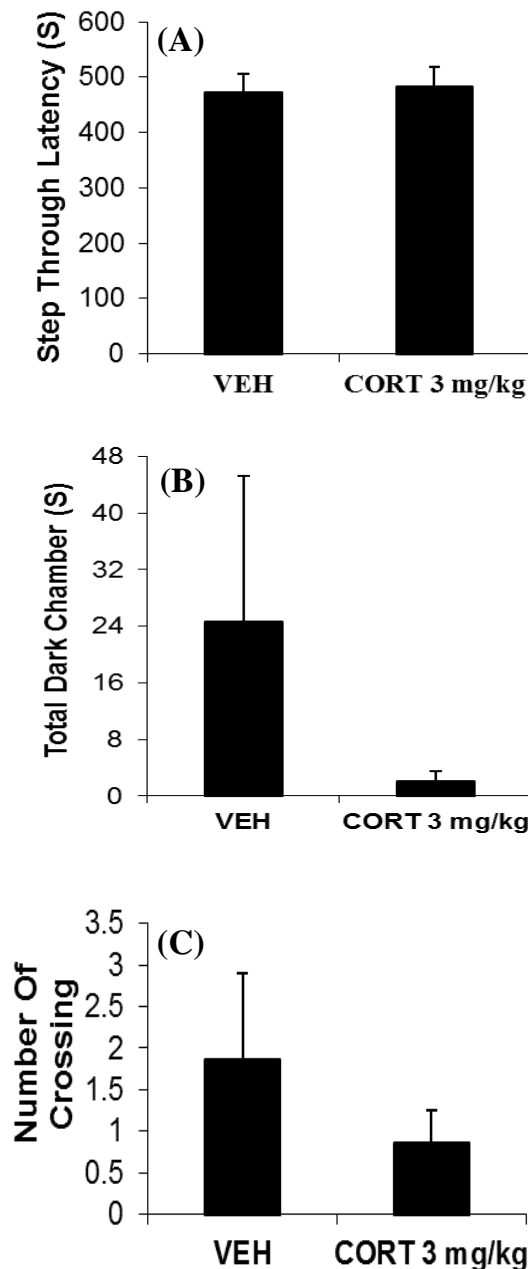 (A)
Step Through Latency (S)
600
500
400
300
200
100
0
VEH CORT 3 mg/kg
(B)
Total Dark Chamber (S)
48
40
32
24
16
8
0
VEH CORT 3 mg/kg
(C)
Number Of
Crossing
3.5
3
2.5
2
1.5
1
0.5
0
VEH CORT 3 mg/kg